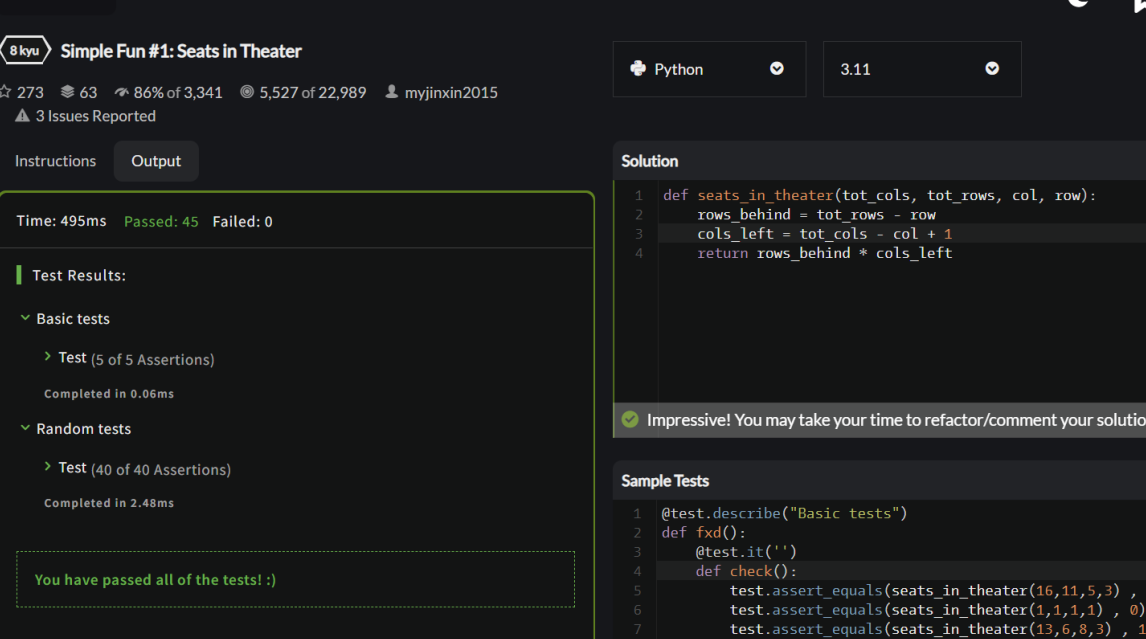 8 kyu Simple Fun #1: Seats in Theater
273 63 86% of 3,341 5,527 of 22,989 myjinxin2015
3 Issues Reported
Instructions Output
Time: 495ms Passed: 45 Failed: 0
Test Results:
Basic tests
Test (5 of 5 Assertions)
Completed in 0.06ms
Random tests
Test (40 of 40 Assertions)
Completed in 2.48ms
You have passed all of the tests! :)
Python 3.11
Solution
1 def seats_in_theater(tot_cols, tot_rows, col, row):
2 rows_behind = tot_rows - row
3 cols_left = tot_cols - col + 1
4 return rows_behind * cols_left
Impressive! You may take your time to refactor/comment your solutio
Sample Tests
1 @test.describe("Basic tests")
2 def fxd():
3 @test.it('')
4 def check():
5 test.assert_equals(seats_in_theater(16,11,5,3) ,
6 test.assert_equals(seats_in_theater(1,1,1,1) , 0)
7 test.assert_equals(seats_in_theater(13,6,8,3) , 1